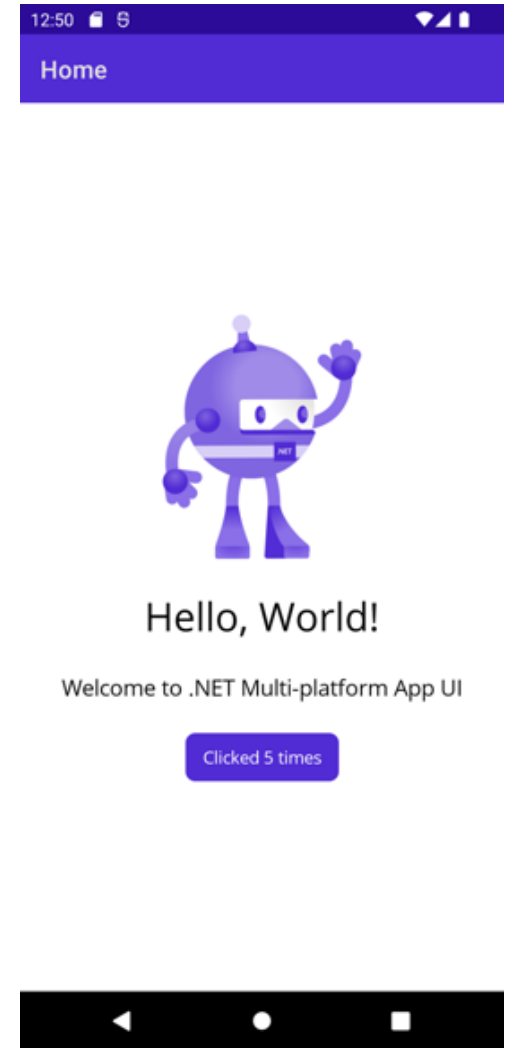 12:50
Home
.NET
Hello, World!
Welcome to .NET Multi-platform App UI
Clicked 5 times